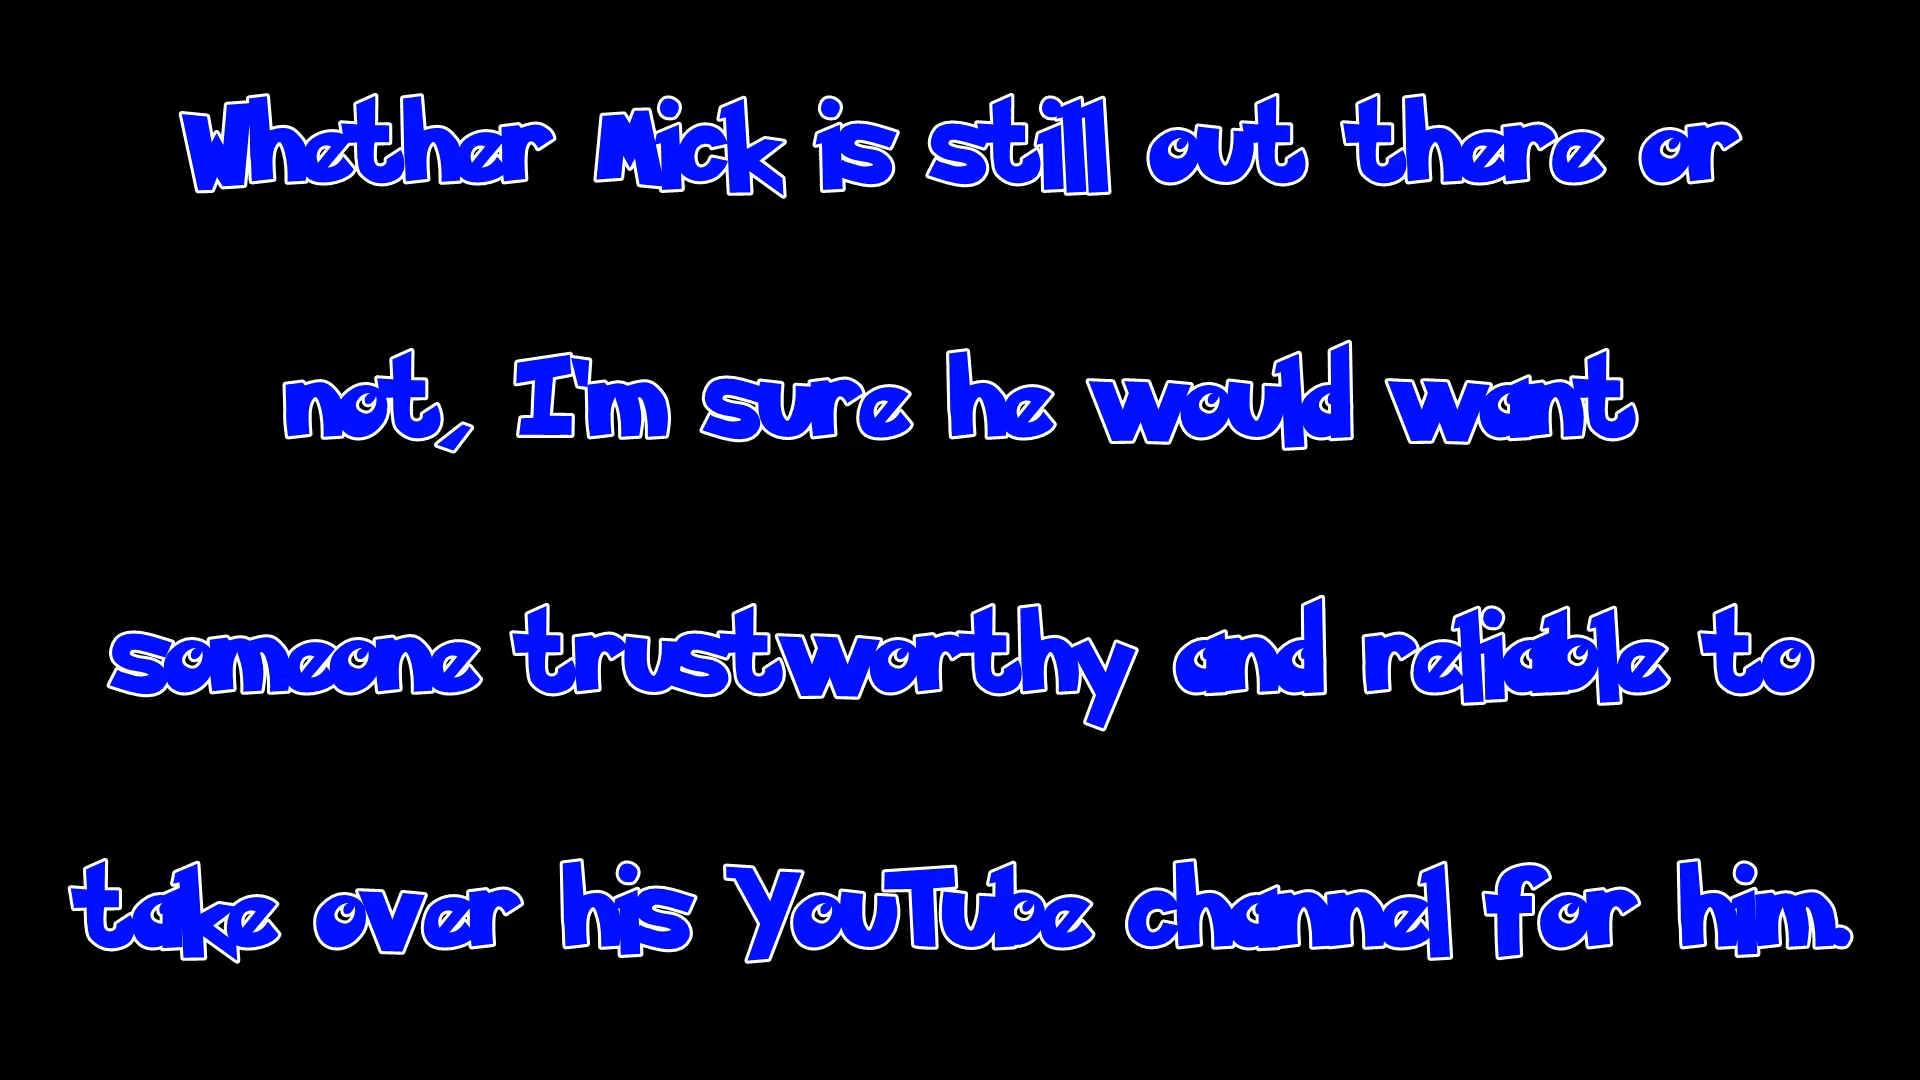 Whether Mick is still out there or
not, I'm sure he would want
someone trustworthy and reliable to
take over his YouTube channel for him.